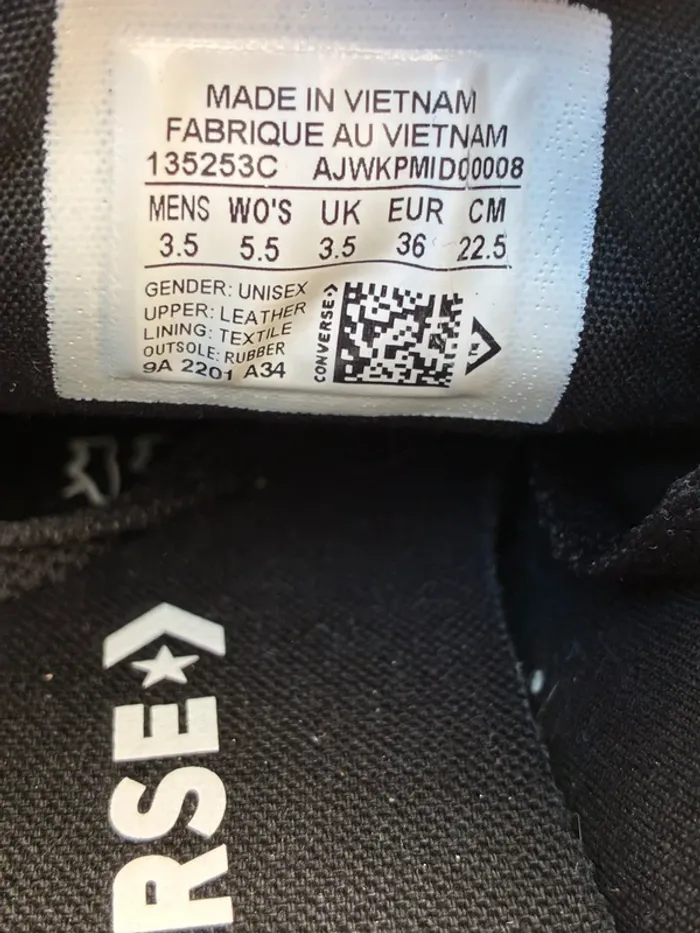 MADE IN VIETNAM
FABRIQUE AU VIETNAM
135253C AJWKPMID00008
MENS WO'S UK EUR CM
3.5 5.5 3.5 36 22.5
GENDER: UNISEX
UPPER: LEATHER
LINING: TEXTILE
OUTSOLE: RUBBER
9A 2201 A34
CONVERSE
TM
RSE